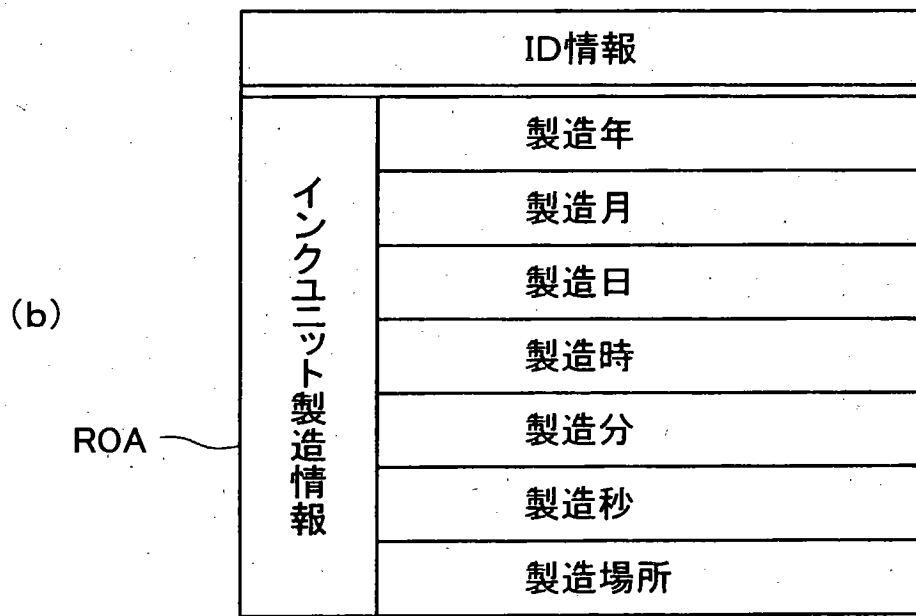 ID情報
製造年
製造月
製造日
製造時
製造分
製造秒
製造場所
インクユニット製造情報
(b)
ROA